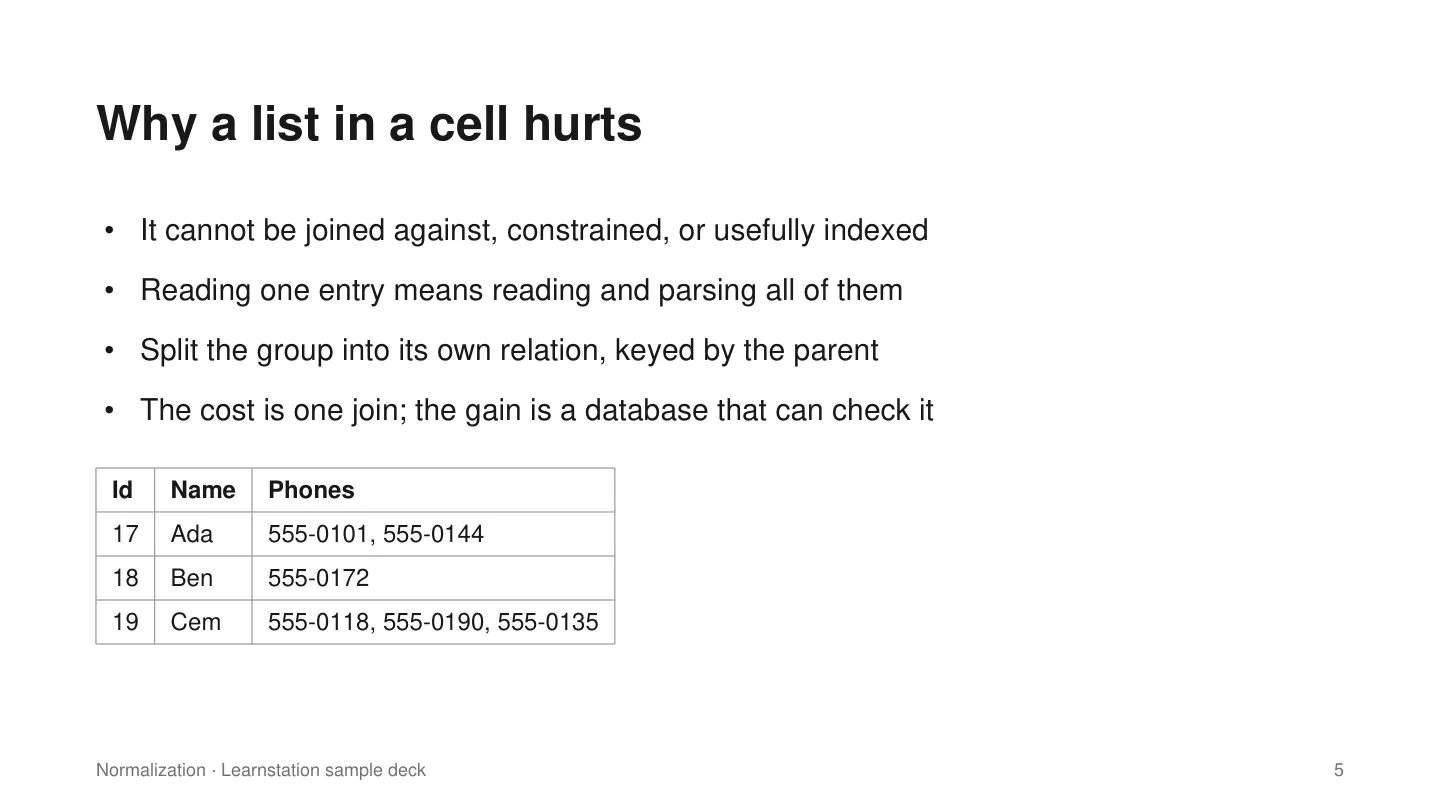 Why a list in a cell hurts
• It cannot be joined against, constrained, or usefully indexed
• Reading one entry means reading and parsing all of them
• Split the group into its own relation, keyed by the parent
• The cost is one join; the gain is a database that can check it
Id Name Phones
17 Ada 555-0101, 555-0144
18 Ben 555-0172
19 Cem 555-0118, 555-0190, 555-0135
Normalization · Learnstation sample deck 5